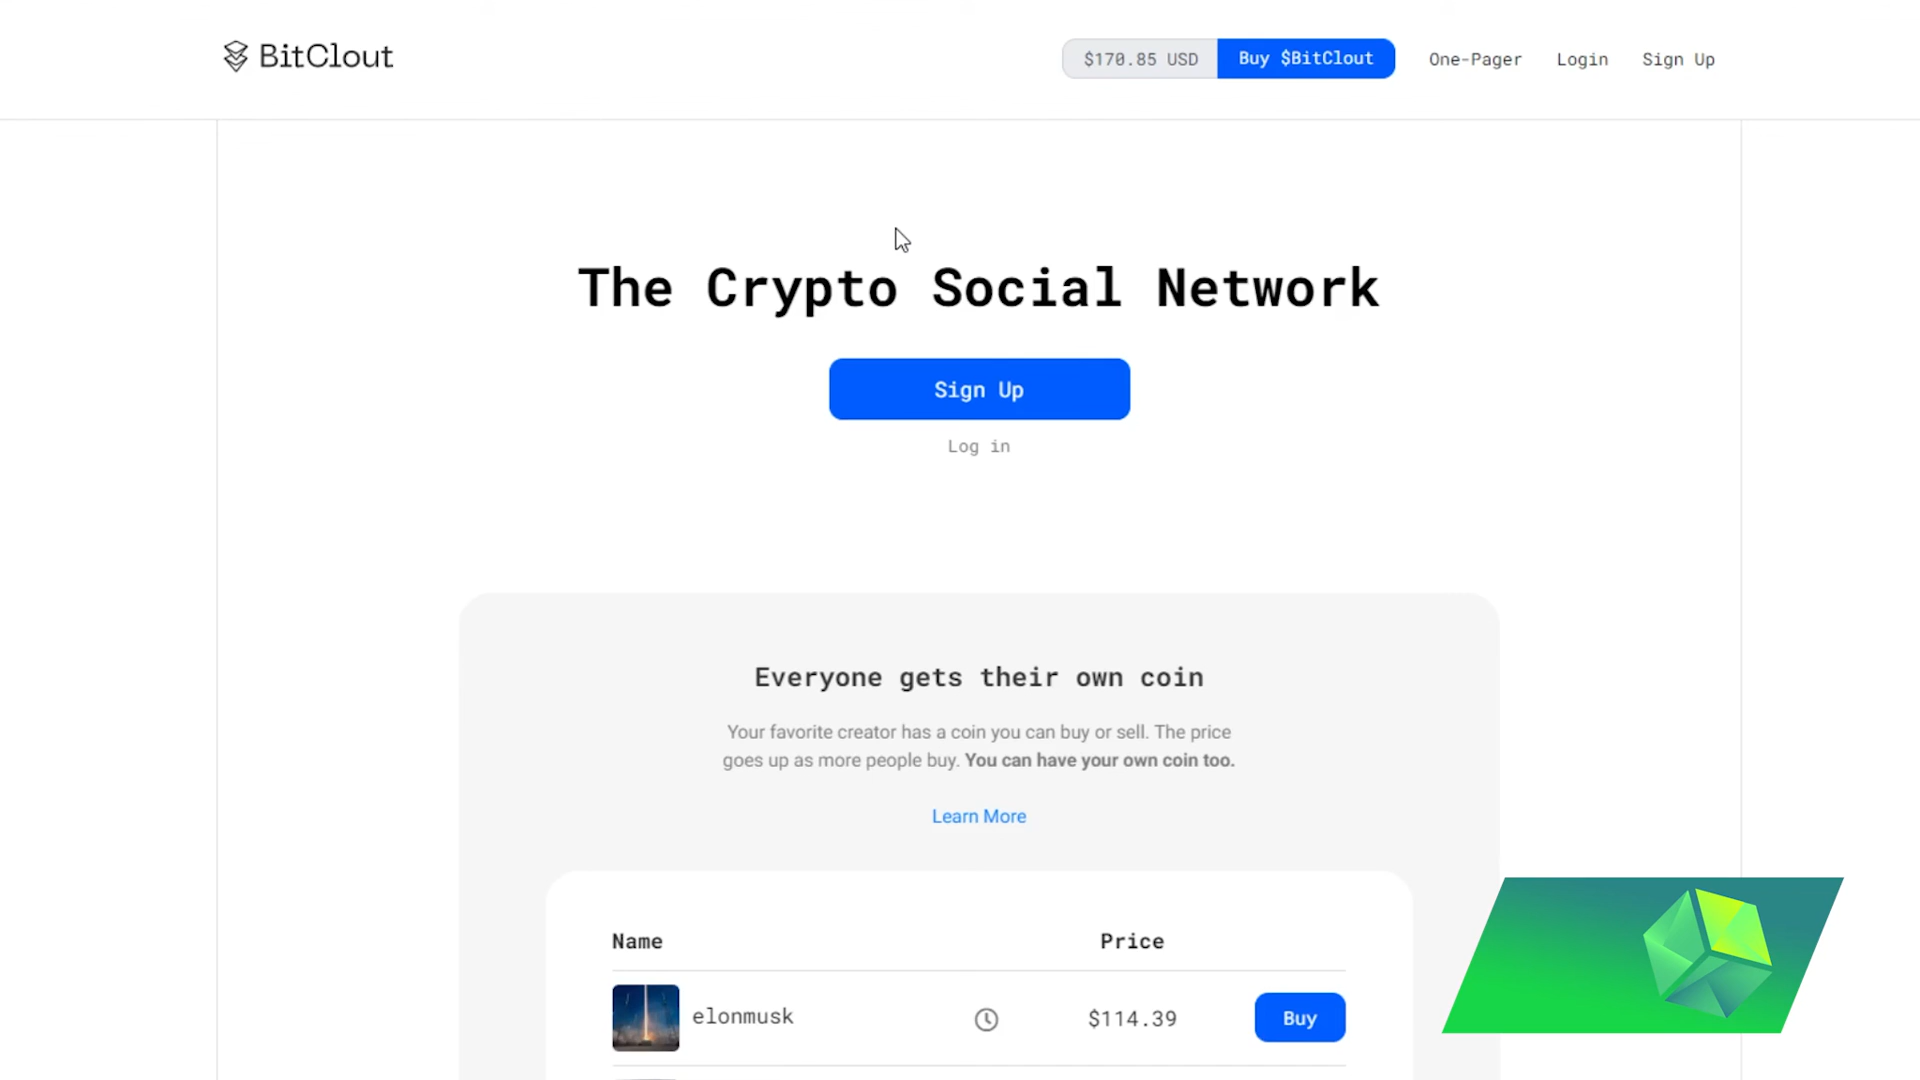 BitClout
$170.85 USD
Buy $BitClout
One-Pager
Login
Sign Up
The Crypto Social Network
Sign Up
Log in
Everyone gets their own coin
Your favorite creator has a coin you can buy or sell. The price
goes up as more people buy. You can have your own coin too.
Learn More
Name Price
elonmusk $114.39 Buy